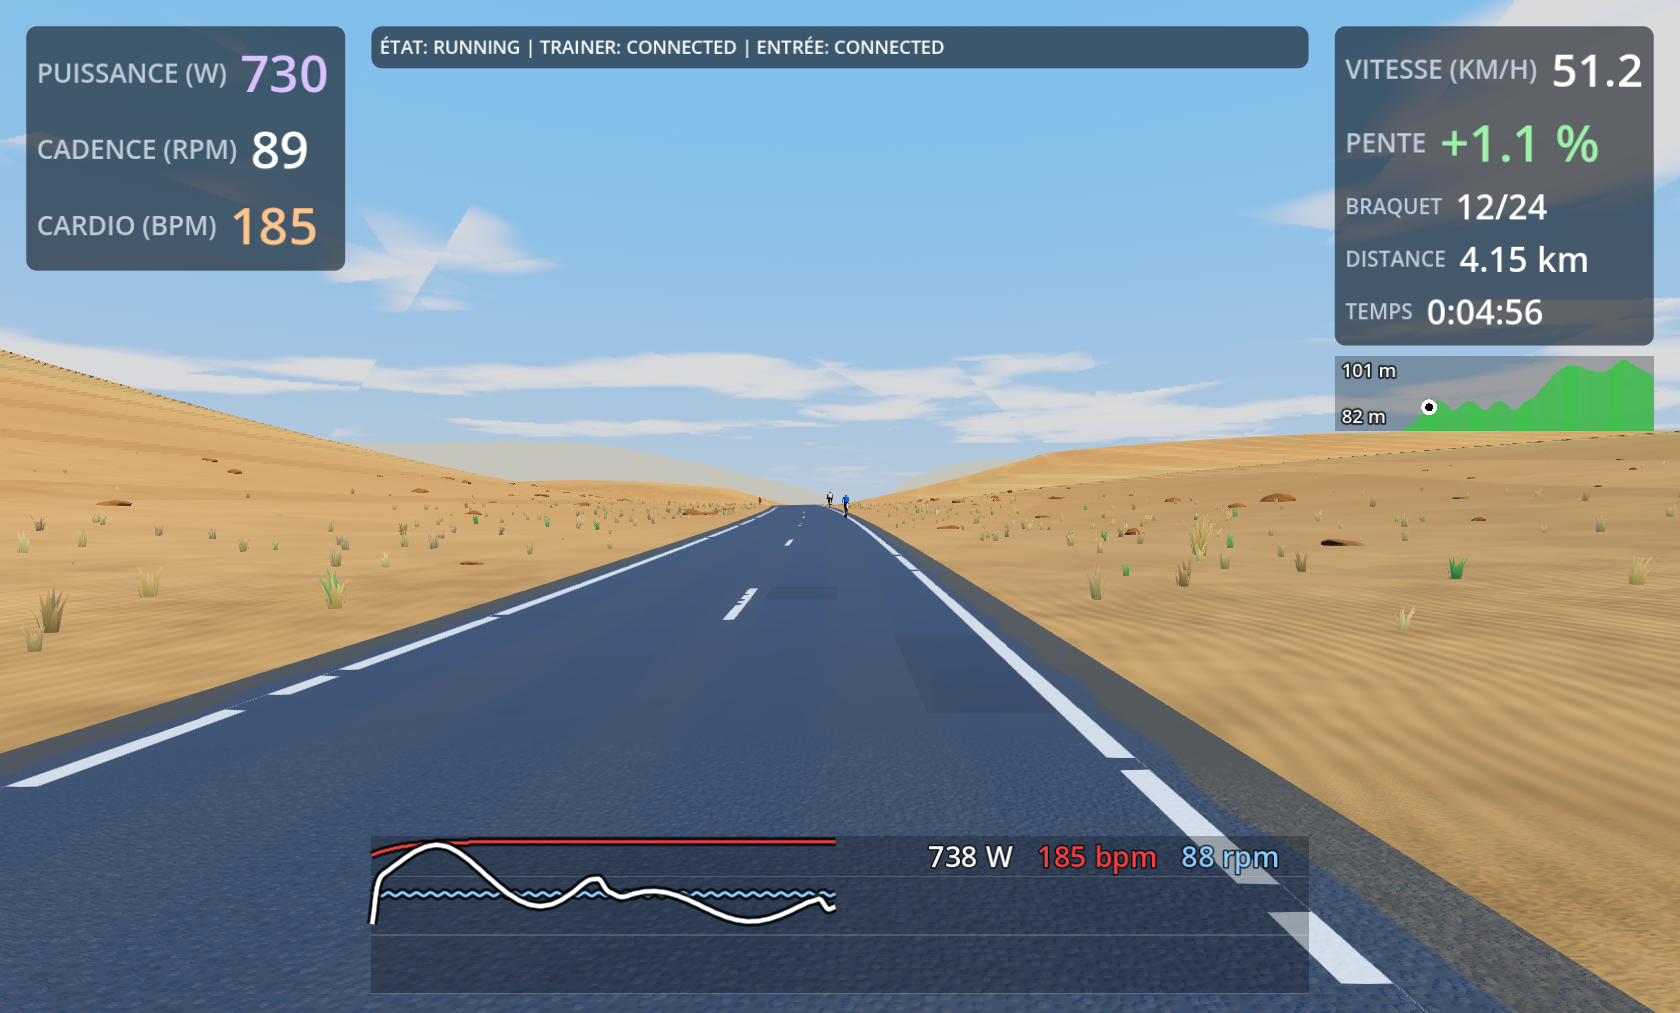 PUISSANCE (W) 730
CADENCE (RPM) 89
CARDIO (BPM) 185
ÉTAT: RUNNING | TRAINER: CONNECTED | ENTRÉE: CONNECTED
VITESSE (KM/H) 51.2
PENTE +1.1 %
BRAQUET 12/24
DISTANCE 4.15 km
TEMPS 0:04:56
101 m
82 m
738 W 185 bpm 88 rpm